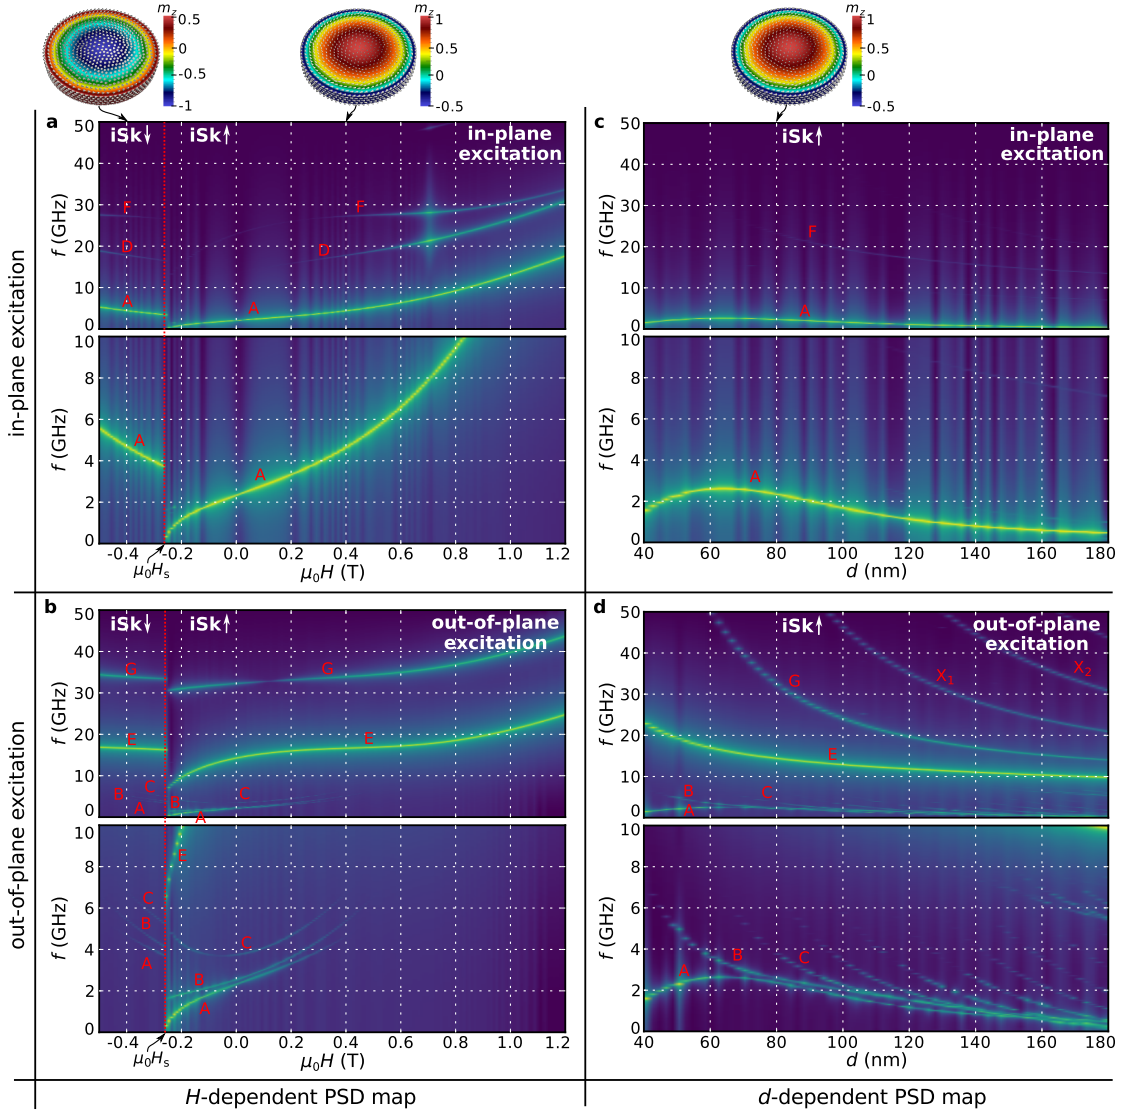 m_z
0.5
0
-0.5
-1
m_z
1
0
-0.5
m_z
1
0
-0.5
in-plane excitation
out-of-plane excitation
a
iSk↓
iSk↑
in-plane
excitation
50
40
30
20
10
0
f (GHz)
F
D
A
F
D
A
10
8
6
4
2
0
f (GHz)
A
A
-0.4
-0.2
0.0
0.2
0.4
0.6
0.8
1.0
1.2
μ₀Hₛ
μ₀H (T)
c
iSk↑
in-plane
excitation
50
40
30
20
10
0
f (GHz)
F
A
10
8
6
4
2
0
f (GHz)
A
40
60
80
100
120
140
160
180
d (nm)
b
iSk↓
iSk↑
out-of-plane
excitation
50
40
30
20
10
0
f (GHz)
G
G
E
E
C
B
A
B
C
A
10
8
6
4
2
0
f (GHz)
E
C
B
A
C
B
A
-0.4
-0.2
0.0
0.2
0.4
0.6
0.8
1.0
1.2
μ₀Hₛ
μ₀H (T)
d
iSk↑
out-of-plane
excitation
50
40
30
20
10
0
f (GHz)
G
X₁
X₂
E
B
C
A
10
8
6
4
2
0
f (GHz)
A
B
C
40
60
80
100
120
140
160
180
d (nm)
H-dependent PSD map
d-dependent PSD map